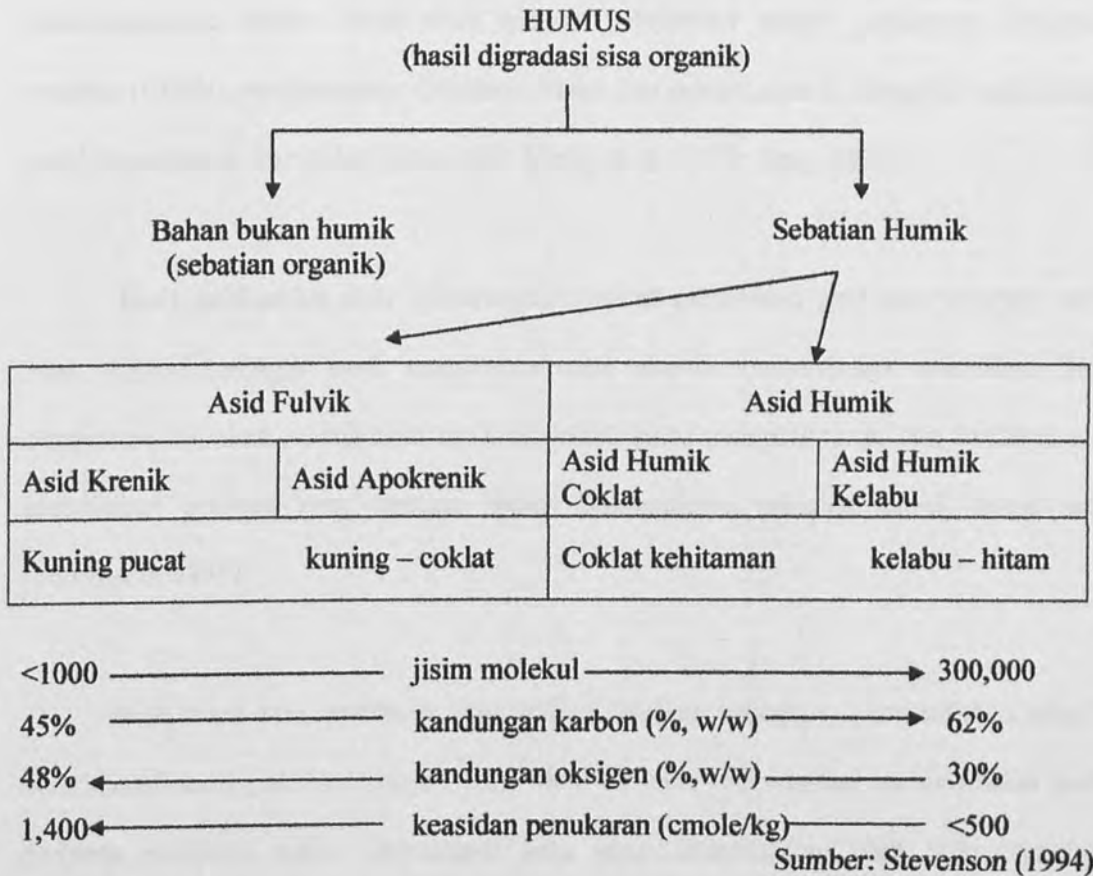 HUMUS
(hasil digradasi sisa organik)
Bahan bukan humik
(sebatian organik)
Sebatian Humik
Asid Fulvik
Asid Humik
Asid Krenik
Asid Apokrenik
Asid Humik
Coklat
Asid Humik
Kelabu
Kuning pucat
kuning – coklat
Coklat kehitaman
kelabu – hitam
<1000 jisim molekul 300,000
45% kandungan karbon (%, w/w) 62%
48% kandungan oksigen (%,w/w) 30%
1,400 keasidan penukaran (cmole/kg) <500
Sumber: Stevenson (1994)